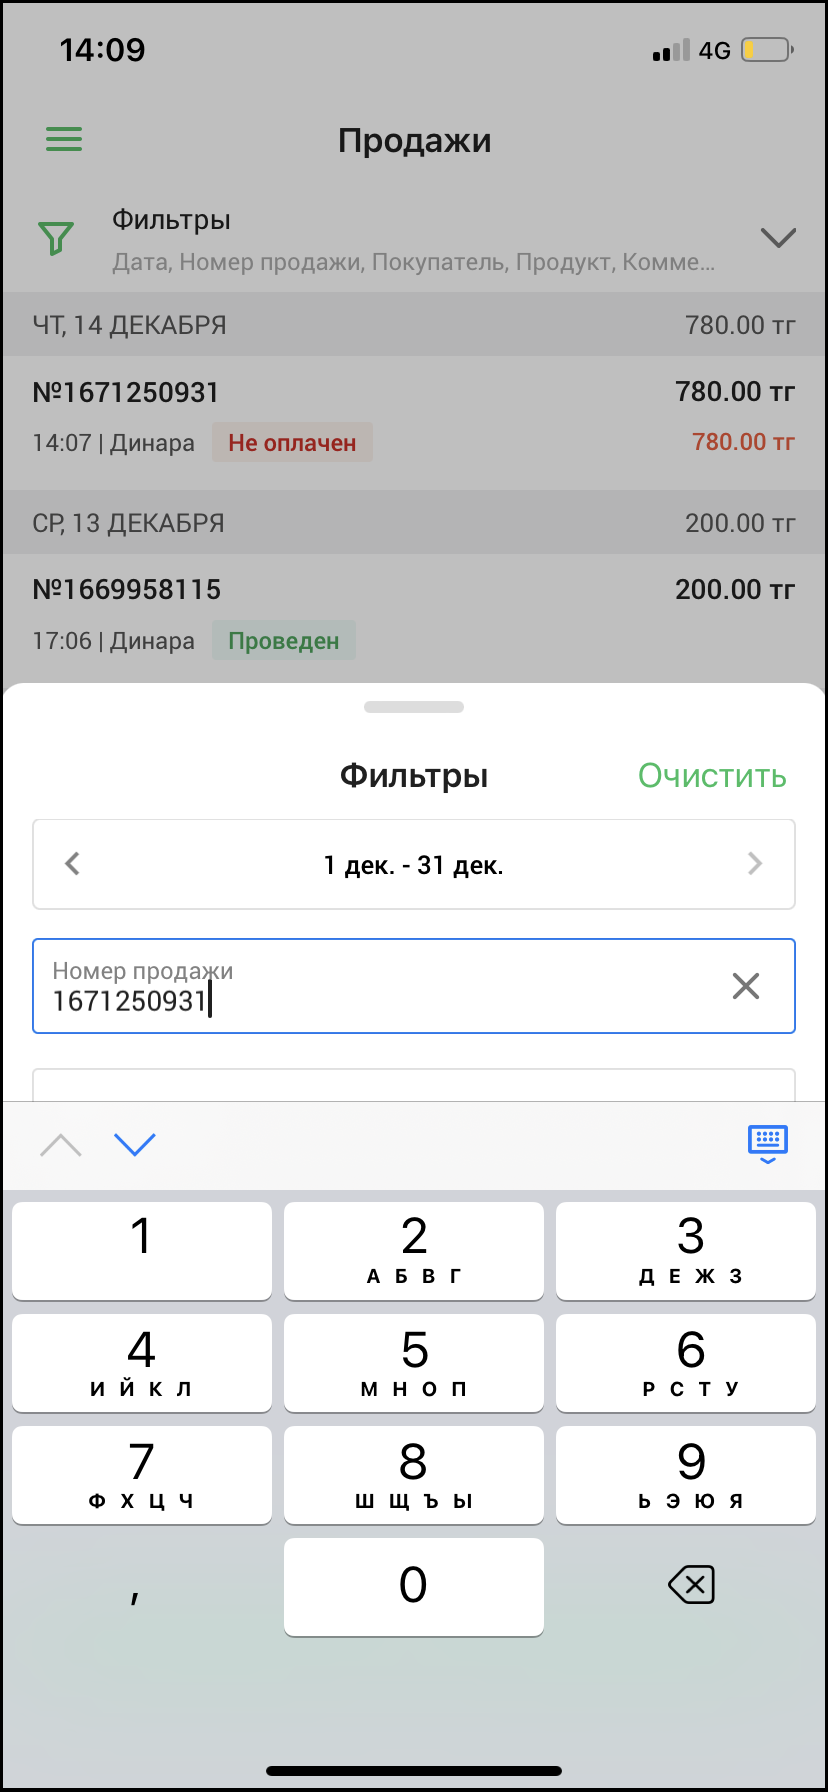 14:09 4G
Продажи
Фильтры
Дата, Номер продажи, Покупатель, Продукт, Комме...
ЧТ, 14 ДЕКАБРЯ 780.00 тг
№1671250931 780.00 тг
14:07 | Динара Не оплачен 780.00 тг
СР, 13 ДЕКАБРЯ 200.00 тг
№1669958115 200.00 тг
17:06 | Динара Проведен
Фильтры Очистить
1 дек. - 31 дек.
Номер продажи
1671250931
1 2 3
А Б В Г Д Е Ж З
4 5 6
И Й К Л М Н О П Р С Т У
7 8 9
Ф Х Ц Ч Ш Щ Ъ Ы Ь Э Ю Я
, 0